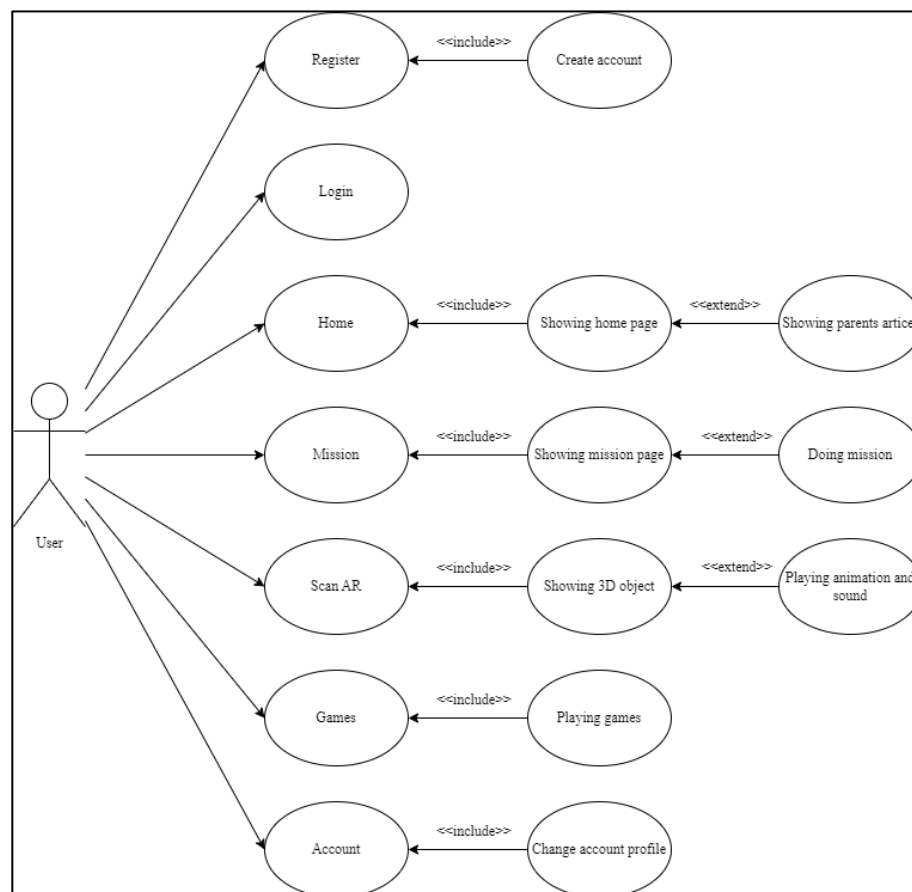 Register
<<include>>
Create account
Login
Home
<<include>>
Showing home page
<<extend>>
Showing parents artice
Mission
<<include>>
Showing mission page
<<extend>>
Doing mission
User
Scan AR
<<include>>
Showing 3D object
<<extend>>
Playing animation and
sound
Games
<<include>>
Playing games
Account
<<include>>
Change account profile